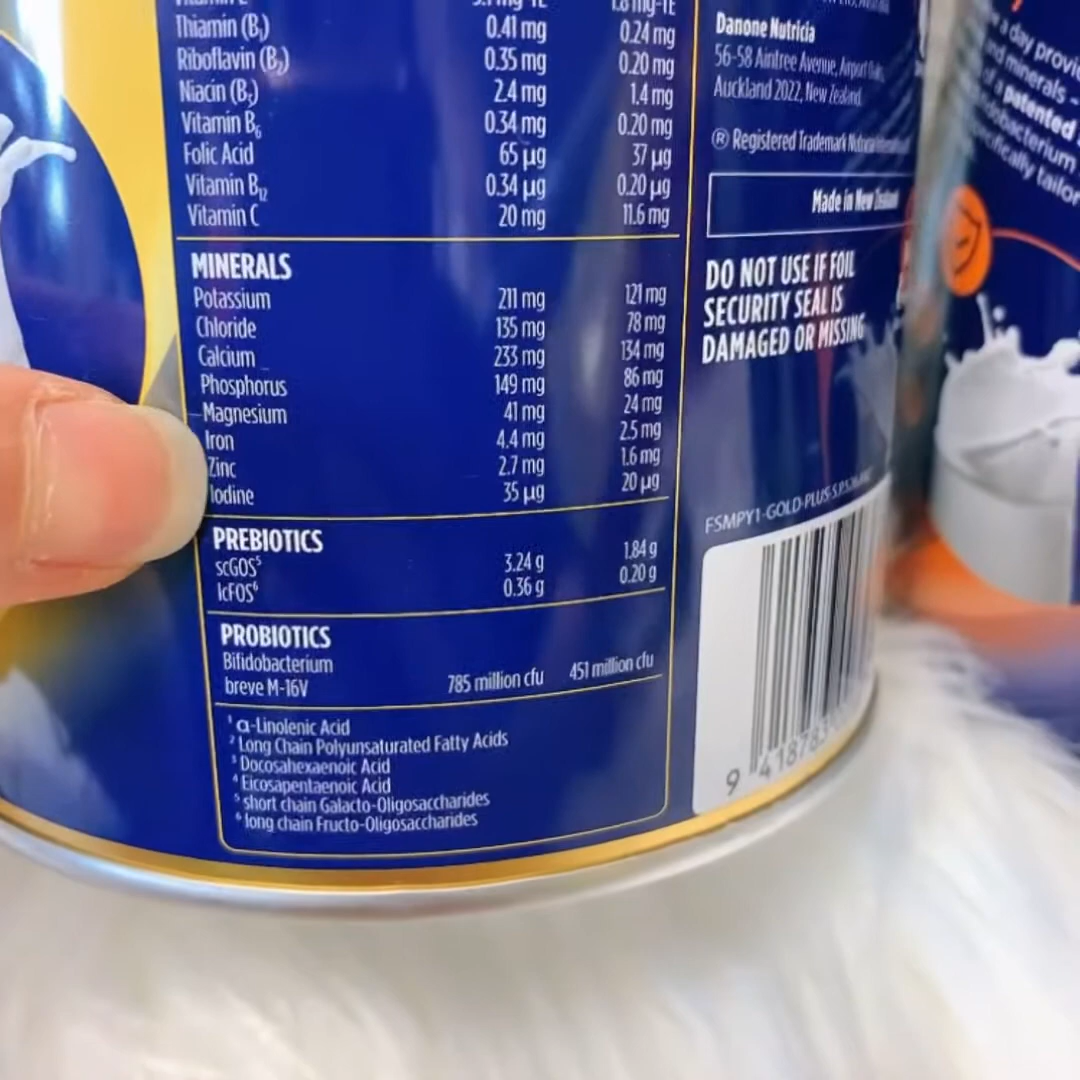 Thiamin (B₁) 0.41 mg 0.24 mg
Riboflavin (B₂) 0.35 mg 0.20 mg
Niacin (B₃) 2.4 mg 1.4 mg
Vitamin B₆ 0.34 mg 0.20 mg
Folic Acid 65 µg 37 µg
Vitamin B₁₂ 0.34 µg 0.20 µg
Vitamin C 20 mg 11.6 mg
MINERALS
Potassium 211 mg 121 mg
Chloride 135 mg 78 mg
Calcium 233 mg 134 mg
Phosphorus 149 mg 86 mg
Magnesium 41 mg 24 mg
Iron 4.4 mg 2.5 mg
Zinc 2.7 mg 1.6 mg
Iodine 35 µg 20 µg
PREBIOTICS
scGOS⁵ 3.24 g 1.84 g
lcFOS⁶ 0.36 g 0.20 g
PROBIOTICS
Bifidobacterium
breve M-16V 785 million cfu 451 million cfu
¹ α-Linolenic Acid
² Long Chain Polyunsaturated Fatty Acids
³ Docosahexaenoic Acid
⁴ Eicosapentaenoic Acid
⁵ short chain Galacto-Oligosaccharides
⁶ long chain Fructo-Oligosaccharides
Danone Nutricia
56-58 Aintree Avenue, Airport
Auckland 2022, New Zealand
® Registered Trademark
Made in New Zealand
DO NOT USE IF FOIL
SECURITY SEAL IS
DAMAGED OR MISSING
FSMPY1-GOLD-PLUS
9 418783
a day
minerals -
a patented